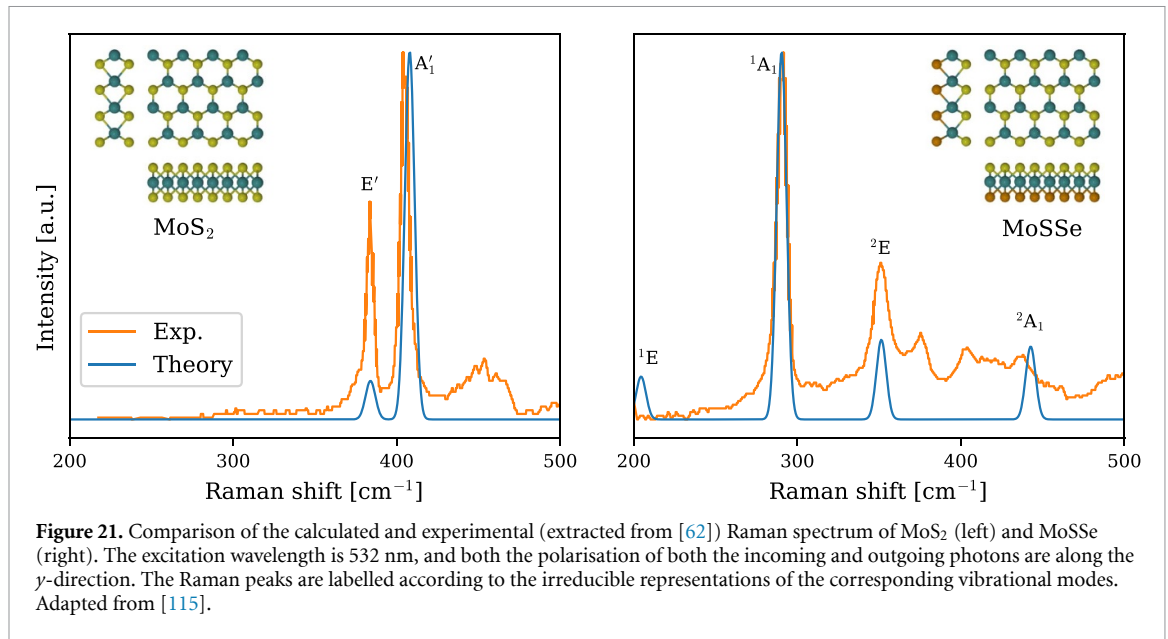 A′₁
E′
MoS₂
Intensity [a.u.]
Exp.
Theory
200
300
400
500
Raman shift [cm⁻¹]
¹A₁
²E
²A₁
¹E
MoSSe
200
300
400
500
Raman shift [cm⁻¹]
Figure 21. Comparison of the calculated and experimental (extracted from [62]) Raman spectrum of MoS₂ (left) and MoSSe
(right). The excitation wavelength is 532 nm, and both the polarisation of both the incoming and outgoing photons are along the
y-direction. The Raman peaks are labelled according to the irreducible representations of the corresponding vibrational modes.
Adapted from [115].